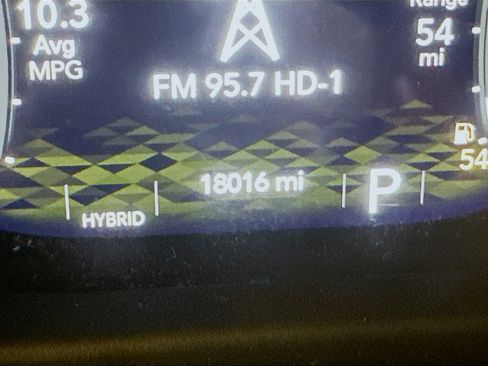 10.3
Avg
MPG
FM 95.7 HD-1
Range
54
mi
54
18016 mi
HYBRID
P